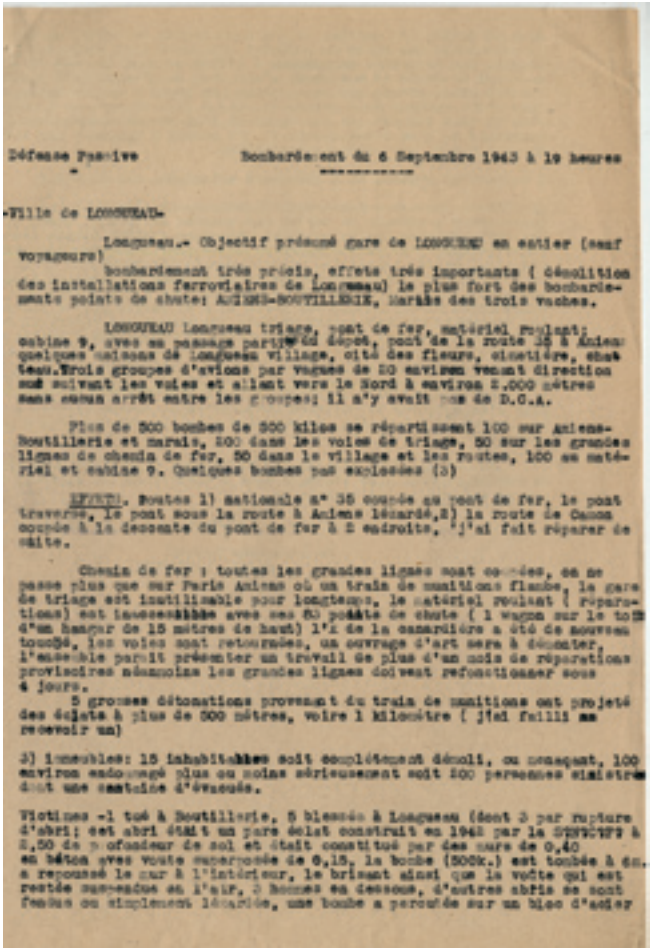 Défense Passive Bombardement du 6 Septembre 1943 à 19 heures
-Ville de LONGUEAU-
Longueau.- Objectif présumé gare de LONGUEAU en entier (sauf
voyageurs)
bombardement trés précis, effets trés importants ( démolition
des installations ferroviaires de Longueau) le plus fort des bombarde-
ments points de chute: AMIENS-BOUTILLERIE, Marais des trois vaches.
LONGUEAU Longueau triage, pont de fer, matériel roulant;
cabine 9, avec en passage partie du dépot, pont de la route 35 à Amiens
quelques maisons de Longueau village, cité des fleurs, cimetière, chat
teau.Trois groupes d'avions par vagues de 20 environ venant direction
sud suivant les voies et allant vers le Nord à environ 2.000 mètres
sans aucun arrêt entre les groupes; il n'y avait pas de D.C.A.
Plus de 500 bombes de 500 kilos se répartissent 100 sur Amiens-
Boutillerie et marais, 200 dans les voies de triage, 50 sur les grandes
lignes de chemin de fer, 50 dans le village et les routes, 100 au maté-
riel et cabine 9. Quelques bombes pas explosées (3)
EFFETS. Routes 1) nationale n° 35 coupée au pont de fer, le pont
traversé, le pont sous la route à Amiens lézardé,2) la route de Camon
coupée à la descente du pont de fer à 2 endroits, j'ai fait réparer de
suite.
Chemin de fer : toutes les grandes lignes sont coupées, on ne
passe plus que sur Paris Amiens où un train de munitions flambe, la gare
de triage est inutilisable pour longtemps, le matériel roulant ( répara-
tions) est inaccessible avec ses 60 points de chute ( 1 wagon sur le toit
d'un hangar de 15 mètres de haut) l'X de la canardière a été de nouveau
touché, les voies sont retournées, un ouvrage d'art sera à démonter,
l'ensemble parait présenter un travail de plus d'un mois de réparations
provisoires néanmoins les grandes lignes doivent refonctionner sous
4 jours.
5 grosses détonations provenant du train de munitions ont projeté
des éclats à plus de 500 mètres, voire 1 kilomètre ( j'ai failli en
recevoir un)
3) immeubles: 15 inhabitables soit complétement démoli, ou menaçant, 100
environ endommagé plus ou moins sérieusement soit 200 personnes sinistrés
dont une centaine d'évacués.
Victimes -1 tué à Boutillerie, 5 blessés à Longueau (dont 3 par rupture
d'abri; cet abri était un pare éclat construit en 1942 par la à
2,50 de profondeur de sol et était constitué par des murs de 0,40
en béton avec voute superposée de 0,15, la bombe (500k.) est tombée à
a repoussé le mur à l'intérieur, le brisant ainsi que la voûte qui est
restée suspendue en l'air, 3 hommes en dessous, d'autres abris se sont
fendus ou simplement lézardés, une bombe a percutée sur un bloc d'acier